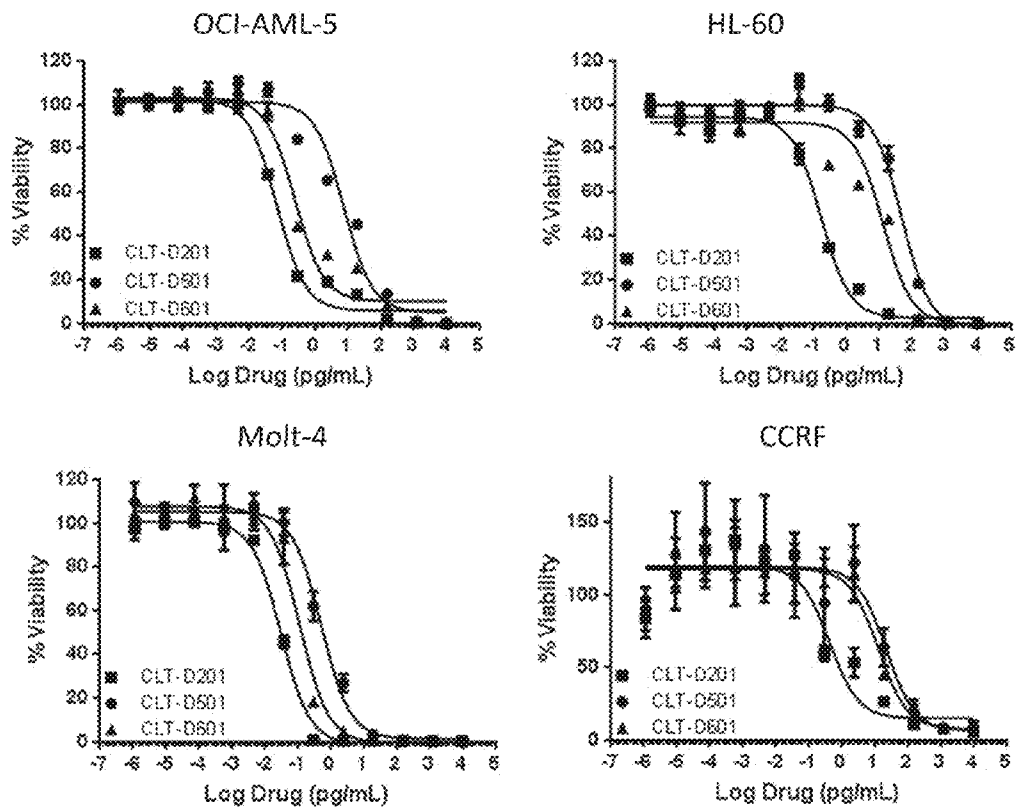 OCI-AML-5
120
100
80
60
40
20
0
% Viability
CLT-D201
CLT-D501
CLT-D601
-7 -6 -5 -4 -3 -2 -1 0 1 2 3 4 5
Log Drug (pg/mL)
HL-60
120
100
80
60
40
20
0
% Viability
CLT-D201
CLT-D501
CLT-D601
-7 -6 -5 -4 -3 -2 -1 0 1 2 3 4 5
Log Drug (pg/mL)
Molt-4
120
100
80
60
40
20
0
% Viability
CLT-D201
CLT-D501
CLT-D601
-7 -6 -5 -4 -3 -2 -1 0 1 2 3 4 5
Log Drug (pg/mL)
CCRF
150
100
50
0
% Viability
CLT-D201
CLT-D501
CLT-D601
-7 -6 -5 -4 -3 -2 -1 0 1 2 3 4 5
Log Drug (pg/mL)